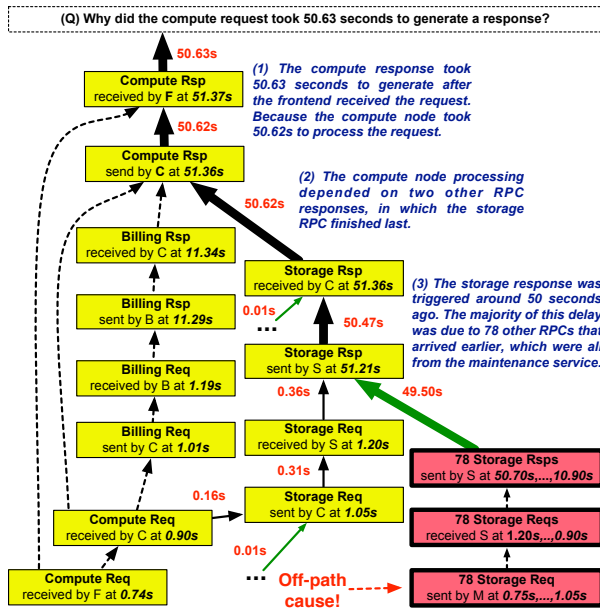 (Q) Why did the compute request took 50.63 seconds to generate a response?
50.63s
Compute Rsp
received by F at 51.37s
(1) The compute response took
50.63 seconds to generate after
the frontend received the request.
Because the compute node took
50.62s to process the request.
50.62s
Compute Rsp
send by C at 51.36s
(2) The compute node processing
depended on two other RPC
responses, in which the storage
RPC finished last.
50.62s
Billing Rsp
received by C at 11.34s
Storage Rsp
received by C at 51.36s
(3) The storage response was
triggered around 50 seconds
ago. The majority of this delay
was due to 78 other RPCs that
arrived earlier, which were all
from the maintenance service.
0.01s
...
Billing Rsp
sent by B at 11.29s
50.47s
Storage Rsp
sent by S at 51.21s
Billing Req
received by B at 1.19s
0.36s
49.50s
Billing Req
sent by C at 1.01s
Storage Req
received by S at 1.20s
78 Storage Rsps
sent by S at 50.70s,...,10.90s
0.31s
0.16s
Storage Req
sent by C at 1.05s
Compute Req
received by C at 0.90s
78 Storage Reqs
received S at 1.20s,..,0.90s
0.01s
...
Compute Req
received by F at 0.74s
Off-path
cause!
78 Storage Req
sent by M at 0.75s,...,1.05s